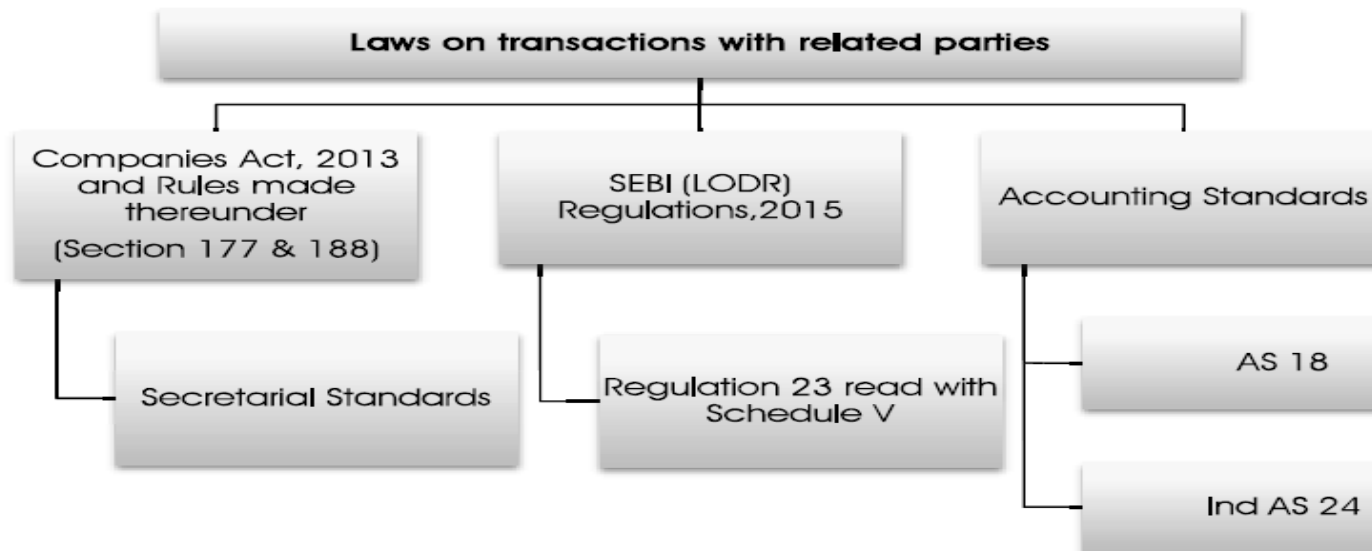 Laws on transactions with related parties
Companies Act, 2013
and Rules made
thereunder
(Section 177 & 188)
SEBI (LODR)
Regulations,2015
Accounting Standards
Secretarial Standards
Regulation 23 read with
Schedule V
AS 18
Ind AS 24